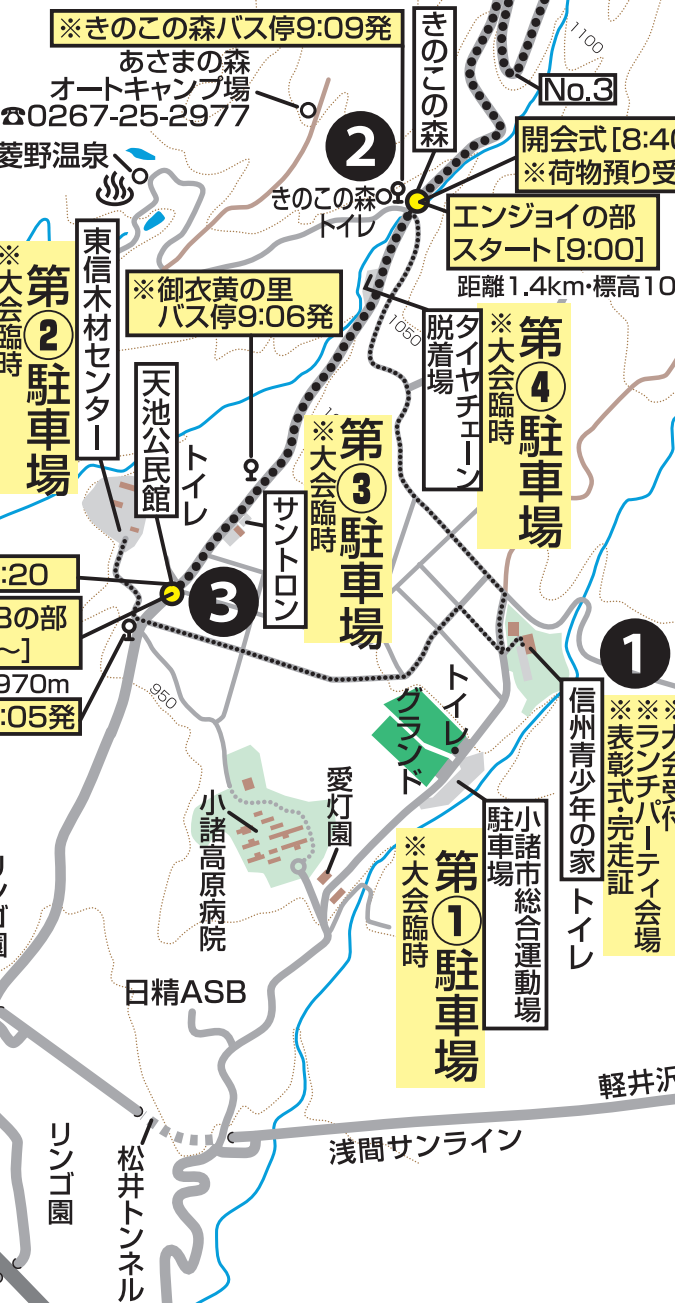 ※きのこの森バス停9:09発
きのこの森
1100
あさまの森
オートキャンプ場
☎0267-25-2977
No.3
菱野温泉
2
開会式[8:40
※荷物預り受
きのこの森
トイレ
エンジョイの部
スタート[9:00]
距離1.4km・標高10
東信木材センター
※大会臨時
第②駐車場
※御衣黄の里
バス停9:06発
1050
タイヤチェーン
脱着場
第④駐車場
※大会臨時
天池公民館
トイレ
第③駐車場
※大会臨時
サントロン
:20
3
Bの部
~]
970m
:05発
950
1
トイレ
グランド
信州青少年の家
トイレ
※大会受付
※ランチパーティ会場
※表彰式・完走証
愛灯園
小諸高原病院
小諸市総合運動場
駐車場
第①駐車場
※大会臨時
リンゴ園
日精ASB
軽井沢
浅間サンライン
リンゴ園
松井トンネル